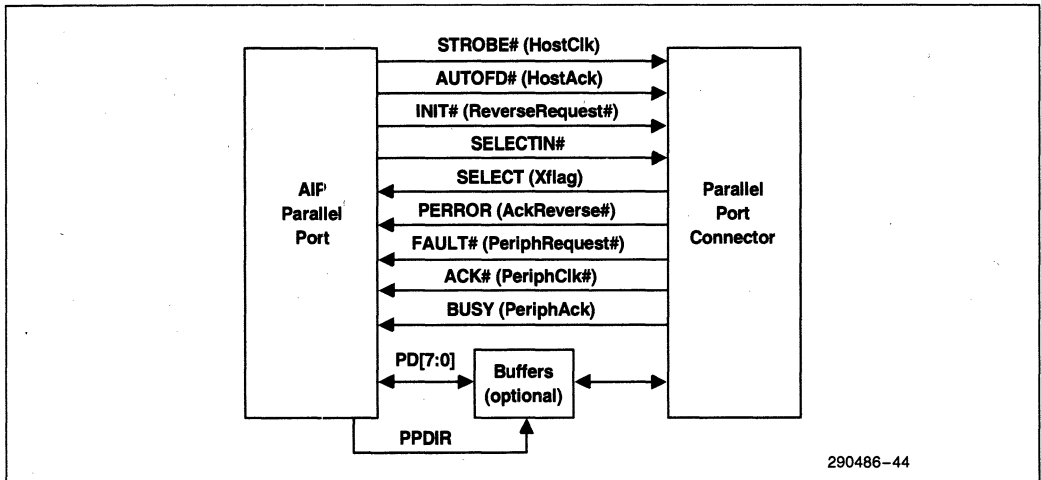 STROBE# (HostClk)
AUTOFD# (HostAck)
INIT# (ReverseRequest#)
SELECTIN#
SELECT (Xflag)
PERROR (AckReverse#)
FAULT# (PeriphRequest#)
ACK# (PeriphClk#)
BUSY (PeriphAck)
AIP
Parallel
Port
Parallel
Port
Connector
PD[7:0]
Buffers
(optional)
PPDIR
290486-44